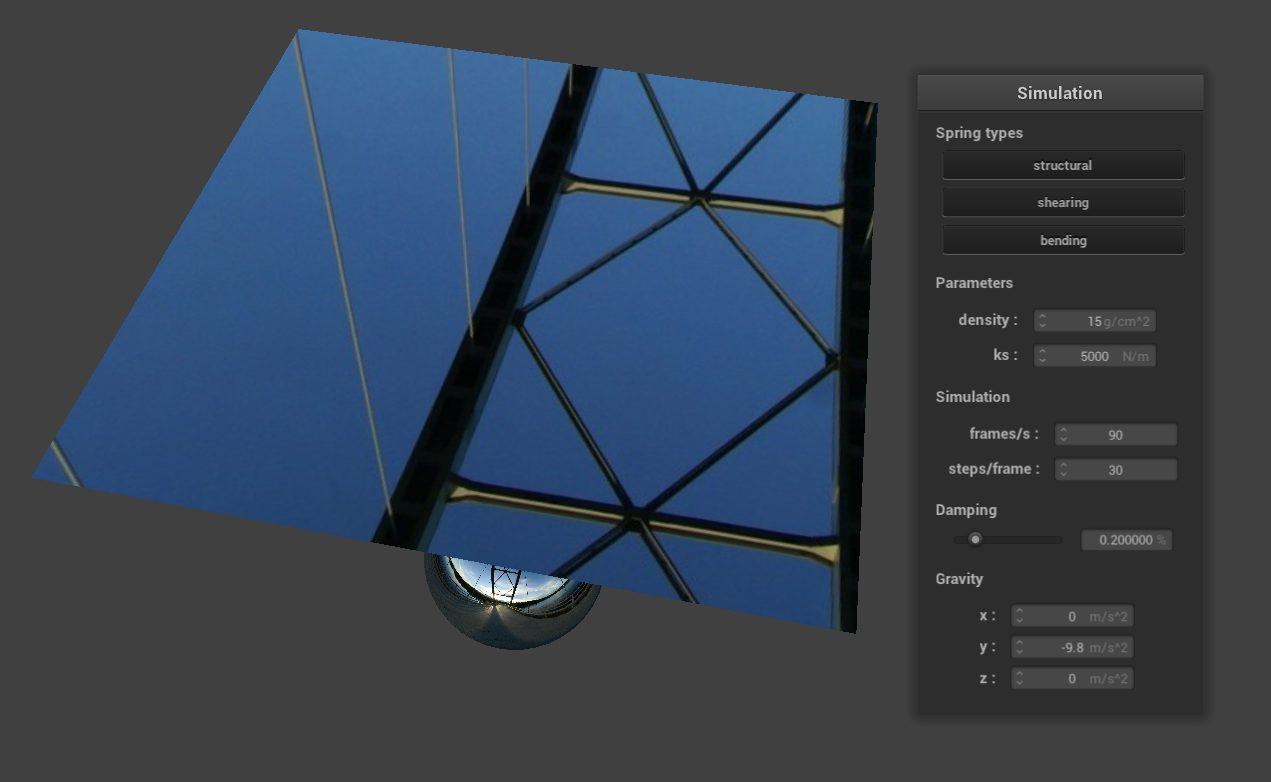 Simulation
Spring types
structural
shearing
bending
Parameters
density : 15 g/cm^2
ks : 5000 N/m
Simulation
frames/s : 90
steps/frame : 30
Damping
0.200000 %
Gravity
x : 0 m/s^2
y : -9.8 m/s^2
z : 0 m/s^2